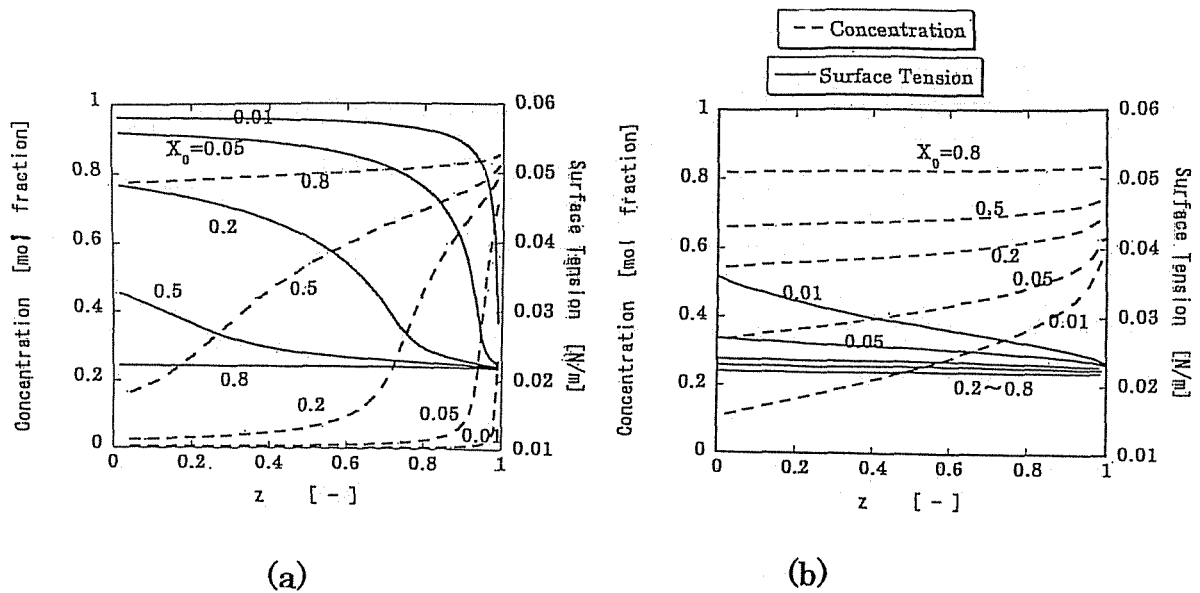 --- Concentration
— Surface Tension
Concentration [mol fraction]
1
0.8
0.6
0.4
0.2
0
0.06
0.05
0.04
0.03
0.02
0.01
Surface Tension [N/m]
0.01
X₀=0.05
0.8
0.2
0.5
0.5
0.8
0.2
0.05
0.01
0 0.2 0.4 0.6 0.8 1
z [ - ]
(a)
Concentration [mol fraction]
1
0.8
0.6
0.4
0.2
0
0.06
0.05
0.04
0.03
0.02
0.01
Surface Tension [N/m]
X₀=0.8
0.5
0.2
0.05
0.01
0.01
0.05
0.2～0.8
0 0.2 0.4 0.6 0.8 1
z [ - ]
(b)